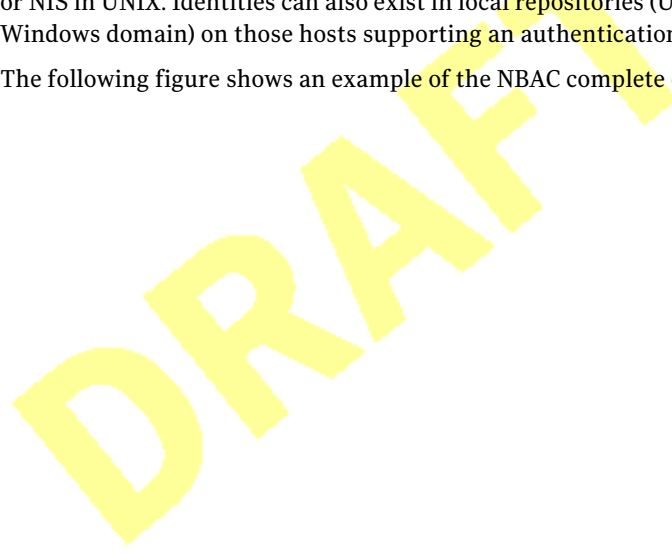 or NIS in UNIX. Identities can also exist in local repositories (U
Windows domain) on those hosts supporting an authentication
The following figure shows an example of the NBAC complete
DRAFT